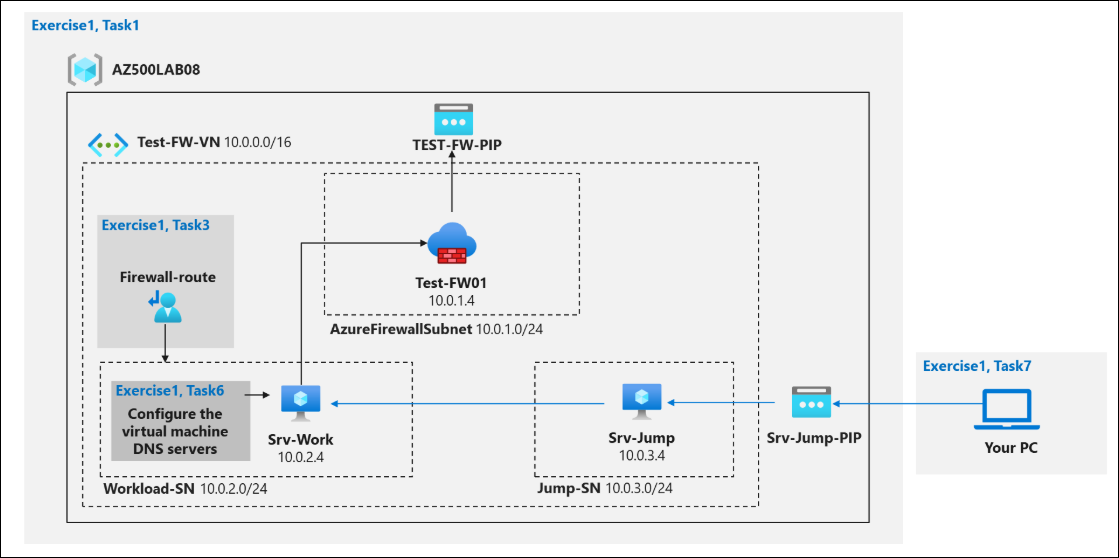 Exercise1, Task1
AZ500LAB08
TEST-FW-PIP
Test-FW-VN 10.0.0.0/16
Exercise1, Task3
Firewall-route
Test-FW01
10.0.1.4
AzureFirewallSubnet 10.0.1.0/24
Exercise1, Task6
Configure the
virtual machine
DNS servers
Srv-Work
10.0.2.4
Workload-SN 10.0.2.0/24
Srv-Jump
10.0.3.4
Jump-SN 10.0.3.0/24
Srv-Jump-PIP
Exercise1, Task7
Your PC